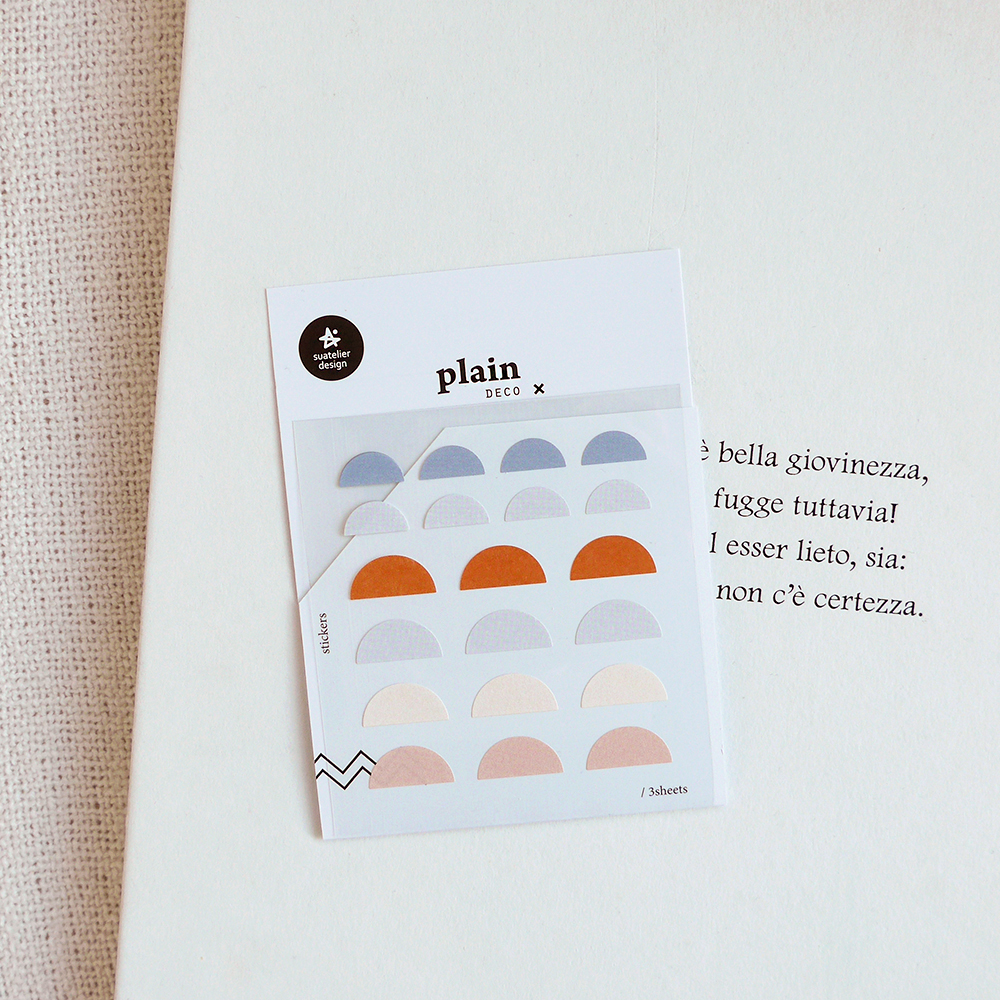 suatelier
design
plain
DECO ×
è bella giovinezza,
fugge tuttavia!
esser lieto, sia:
non c'è certezza.
stickers
/ 3sheets